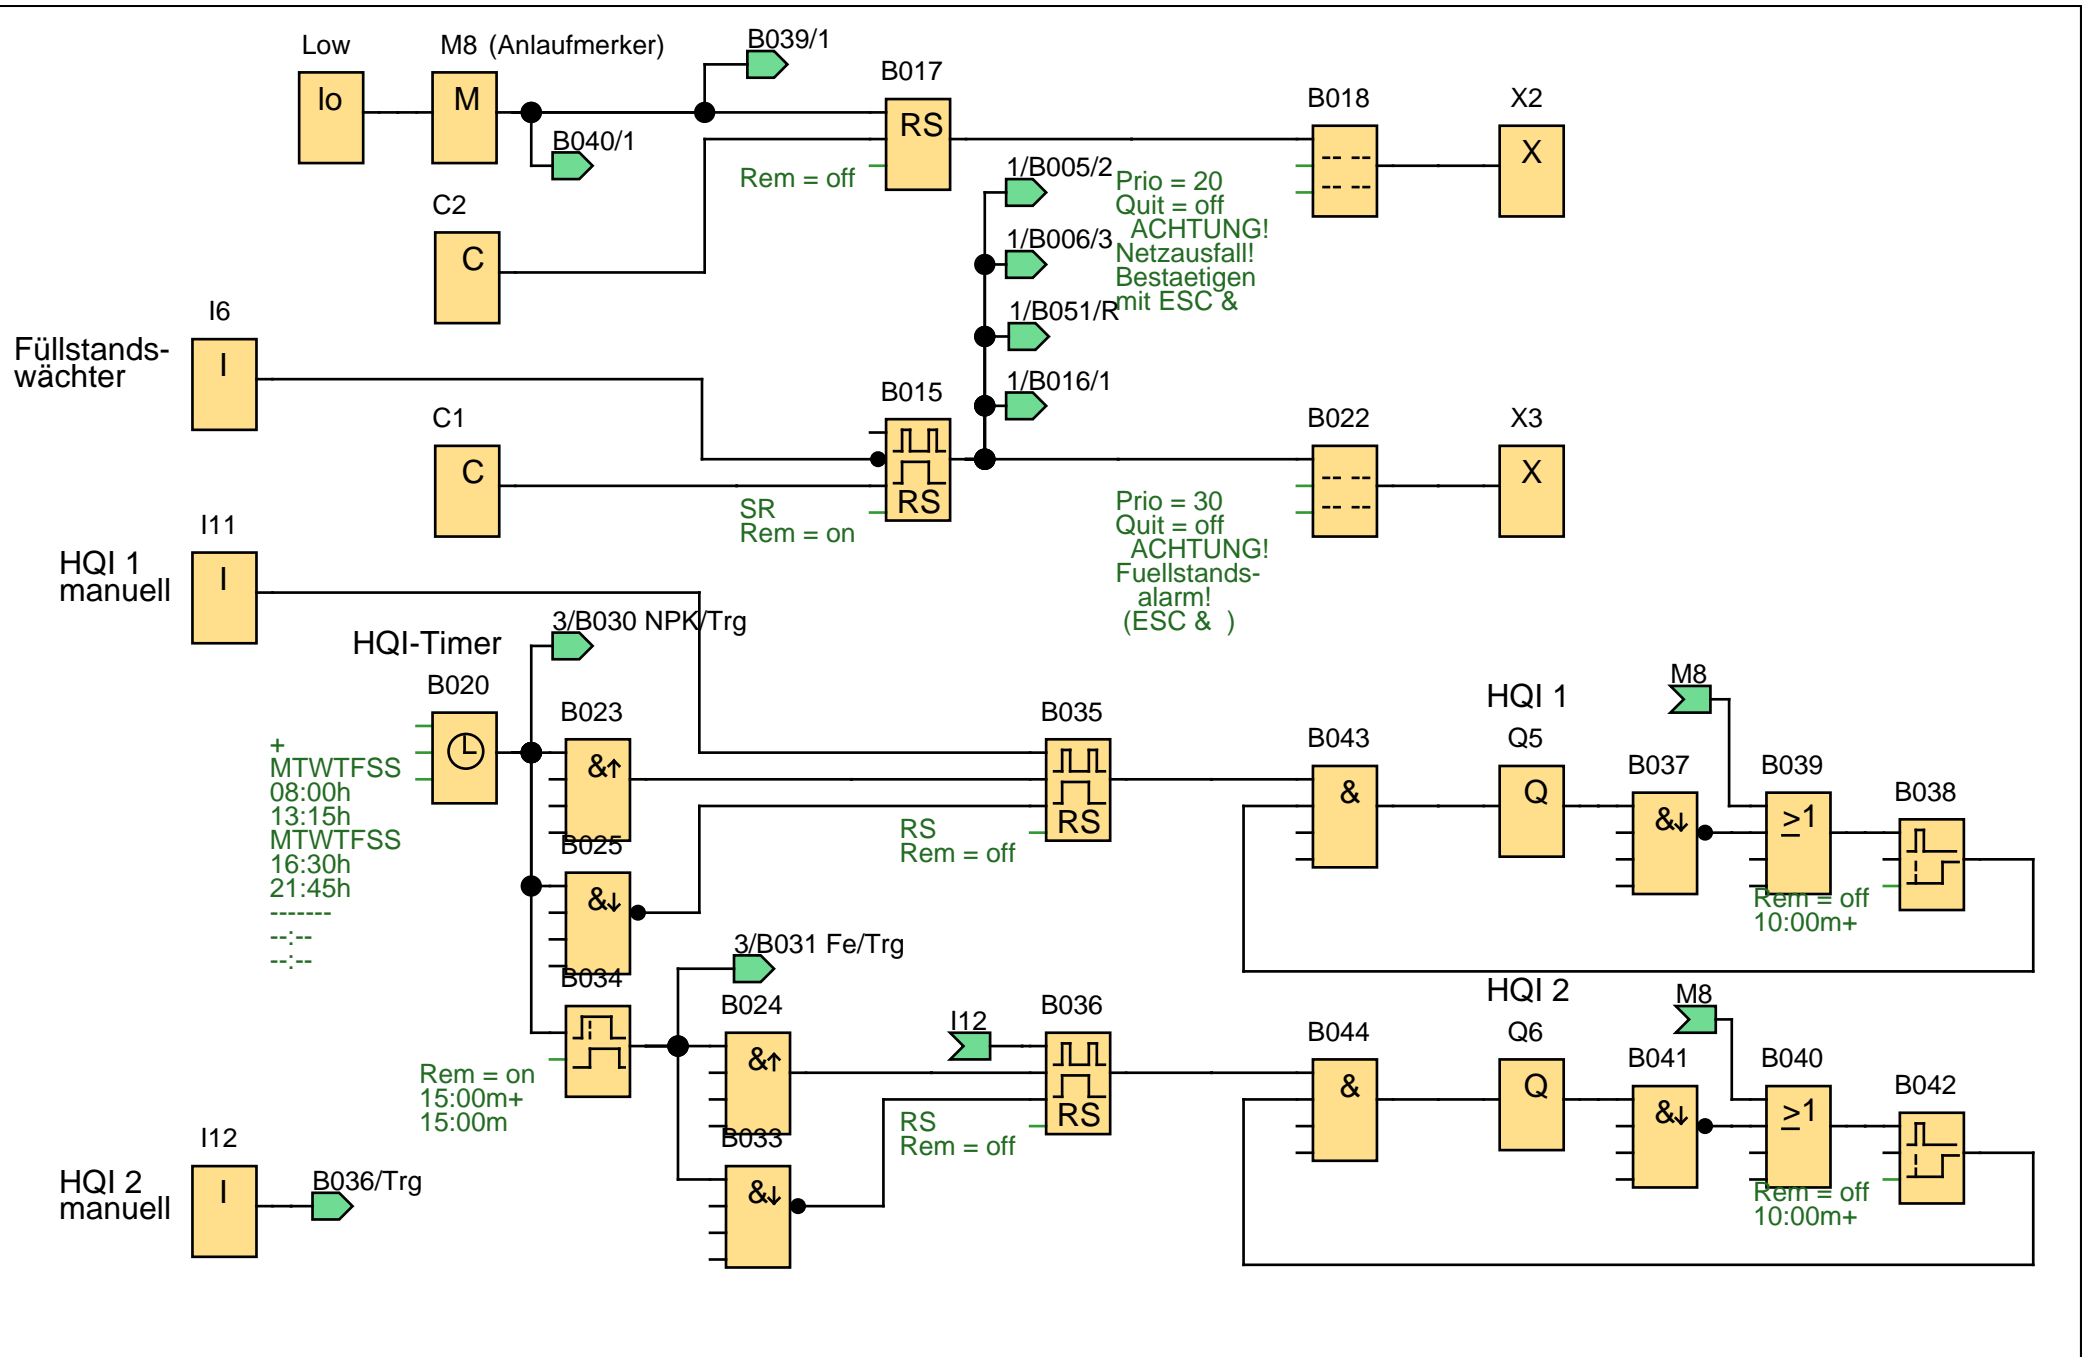 Low
lo
M8 (Anlaufmerker)
M
B039/1
B040/1
B017
RS
Rem = off
B018
-- --
-- --
X2
X
C2
C
1/B005/2
1/B006/3
1/B051/R
1/B016/1
Prio = 20
Quit = off
ACHTUNG!
Netzausfall!
Bestaetigen
mit ESC &
I6
I
Füllstands-
wächter
C1
C
B015
RS
SR
Rem = on
B022
-- --
-- --
X3
X
Prio = 30
Quit = off
ACHTUNG!
Fuellstands-
alarm!
(ESC & )
I11
I
HQI 1
manuell
3/B030 NPK/Trg
HQI-Timer
B020
+
MTWTFSS
08:00h
13:15h
MTWTFSS
16:30h
21:45h
-------
--:--
--:--
B023
&↑
B025
&↓
B034
Rem = on
15:00m+
15:00m
B035
RS
RS
Rem = off
B043
&
HQI 1
Q5
Q
M8
B037
&↓
B039
≥1
B038
Rem = off
10:00m+
3/B031 Fe/Trg
B024
&↑
B033
&↓
I12
B036
RS
RS
Rem = off
B044
&
HQI 2
Q6
Q
M8
B041
&↓
B040
≥1
B042
Rem = off
10:00m+
I12
I
HQI 2
manuell
B036/Trg